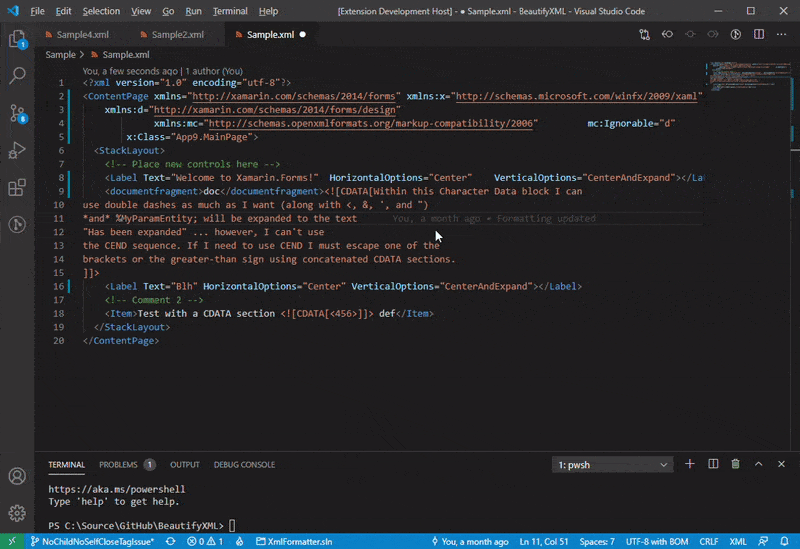 File Edit Selection View Go Run Terminal Help [Extension Development Host] - ● Sample.xml - BeautifyXML - Visual Studio Code
Sample4.xml Sample2.xml Sample.xml ●
Sample > Sample.xml
You, a few seconds ago | 1 author (You)
1 <?xml version="1.0" encoding="utf-8"?>
2 <ContentPage xmlns="http://xamarin.com/schemas/2014/forms" xmlns:x="http://schemas.microsoft.com/winfx/2009/xaml"
3 xmlns:d="http://xamarin.com/schemas/2014/forms/design"
4 xmlns:mc="http://schemas.openxmlformats.org/markup-compatibility/2006" mc:Ignorable="d"
5 x:Class="App9.MainPage">
6 <StackLayout>
7 <!-- Place new controls here -->
8 <Label Text="Welcome to Xamarin.Forms!" HorizontalOptions="Center" VerticalOptions="CenterAndExpand"></La
9 <documentfragment>doc</documentfragment><![CDATA[Within this Character Data block I can
10 use double dashes as much as I want (along with <, &, ', and ")
11 *and* %MyParamEntity; will be expanded to the text You, a month ago • Formatting updated
12 "Has been expanded" ... however, I can't use
13 the CEND sequence. If I need to use CEND I must escape one of the
14 brackets or the greater-than sign using concatenated CDATA sections.
15 ]]>
16 <Label Text="Blh" HorizontalOptions="Center" VerticalOptions="CenterAndExpand"></Label>
17 <!-- Comment 2 -->
18 <Item>Test with a CDATA section <![CDATA[<456>]]> def</Item>
19 </StackLayout>
20 </ContentPage>
TERMINAL PROBLEMS 1 OUTPUT DEBUG CONSOLE 1: pwsh
https://aka.ms/powershell
Type 'help' to get help.
PS C:\Source\GitHub\BeautifyXML>
NoChildNoSelfCloseTagIssue* 0 1 XmlFormatter.sln You, a month ago Ln 11, Col 51 Spaces: 7 UTF-8 with BOM CRLF XML